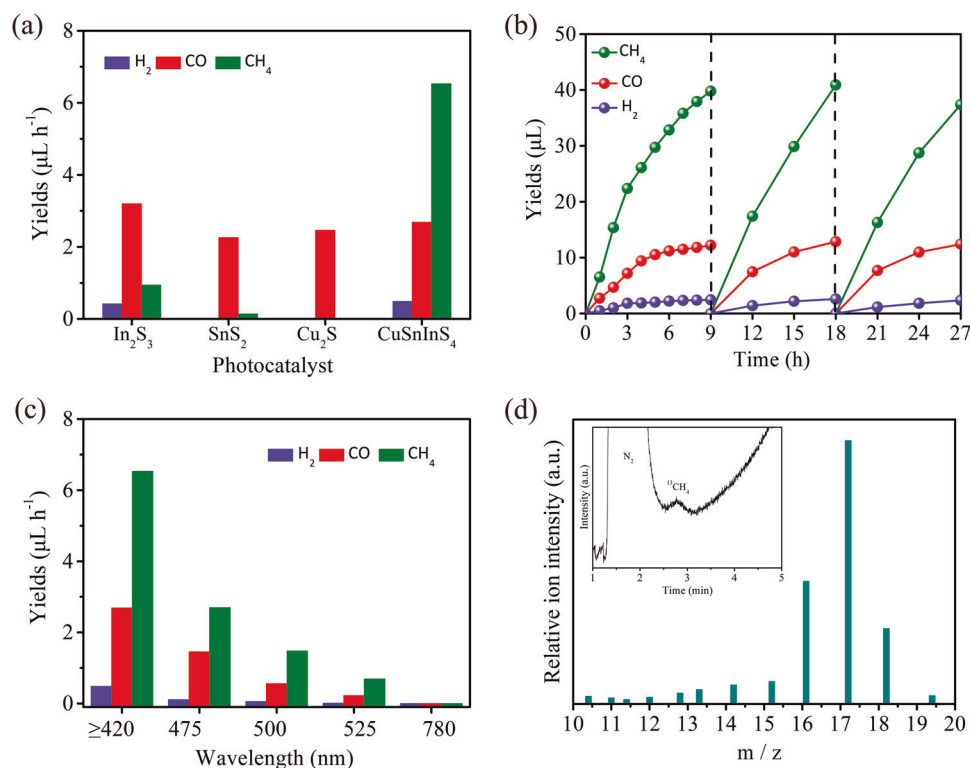 (a)
8
6
4
2
0
Yields (µL h⁻¹)
H₂ CO CH₄
In₂S₃ SnS₂ Cu₂S CuSnInS₄
Photocatalyst
(b)
50
40
30
20
10
0
Yields (µL)
CH₄
CO
H₂
0 3 6 9 12 15 18 21 24 27
Time (h)
(c)
8
6
4
2
0
Yields (µL h⁻¹)
H₂ CO CH₄
≥420 475 500 525 780
Wavelength (nm)
(d)
Relative ion intensity (a.u.)
Intensity (a.u.)
N₂
¹³CH₄
1 2 3 4 5
Time (min)
10 11 12 13 14 15 16 17 18 19 20
m / z